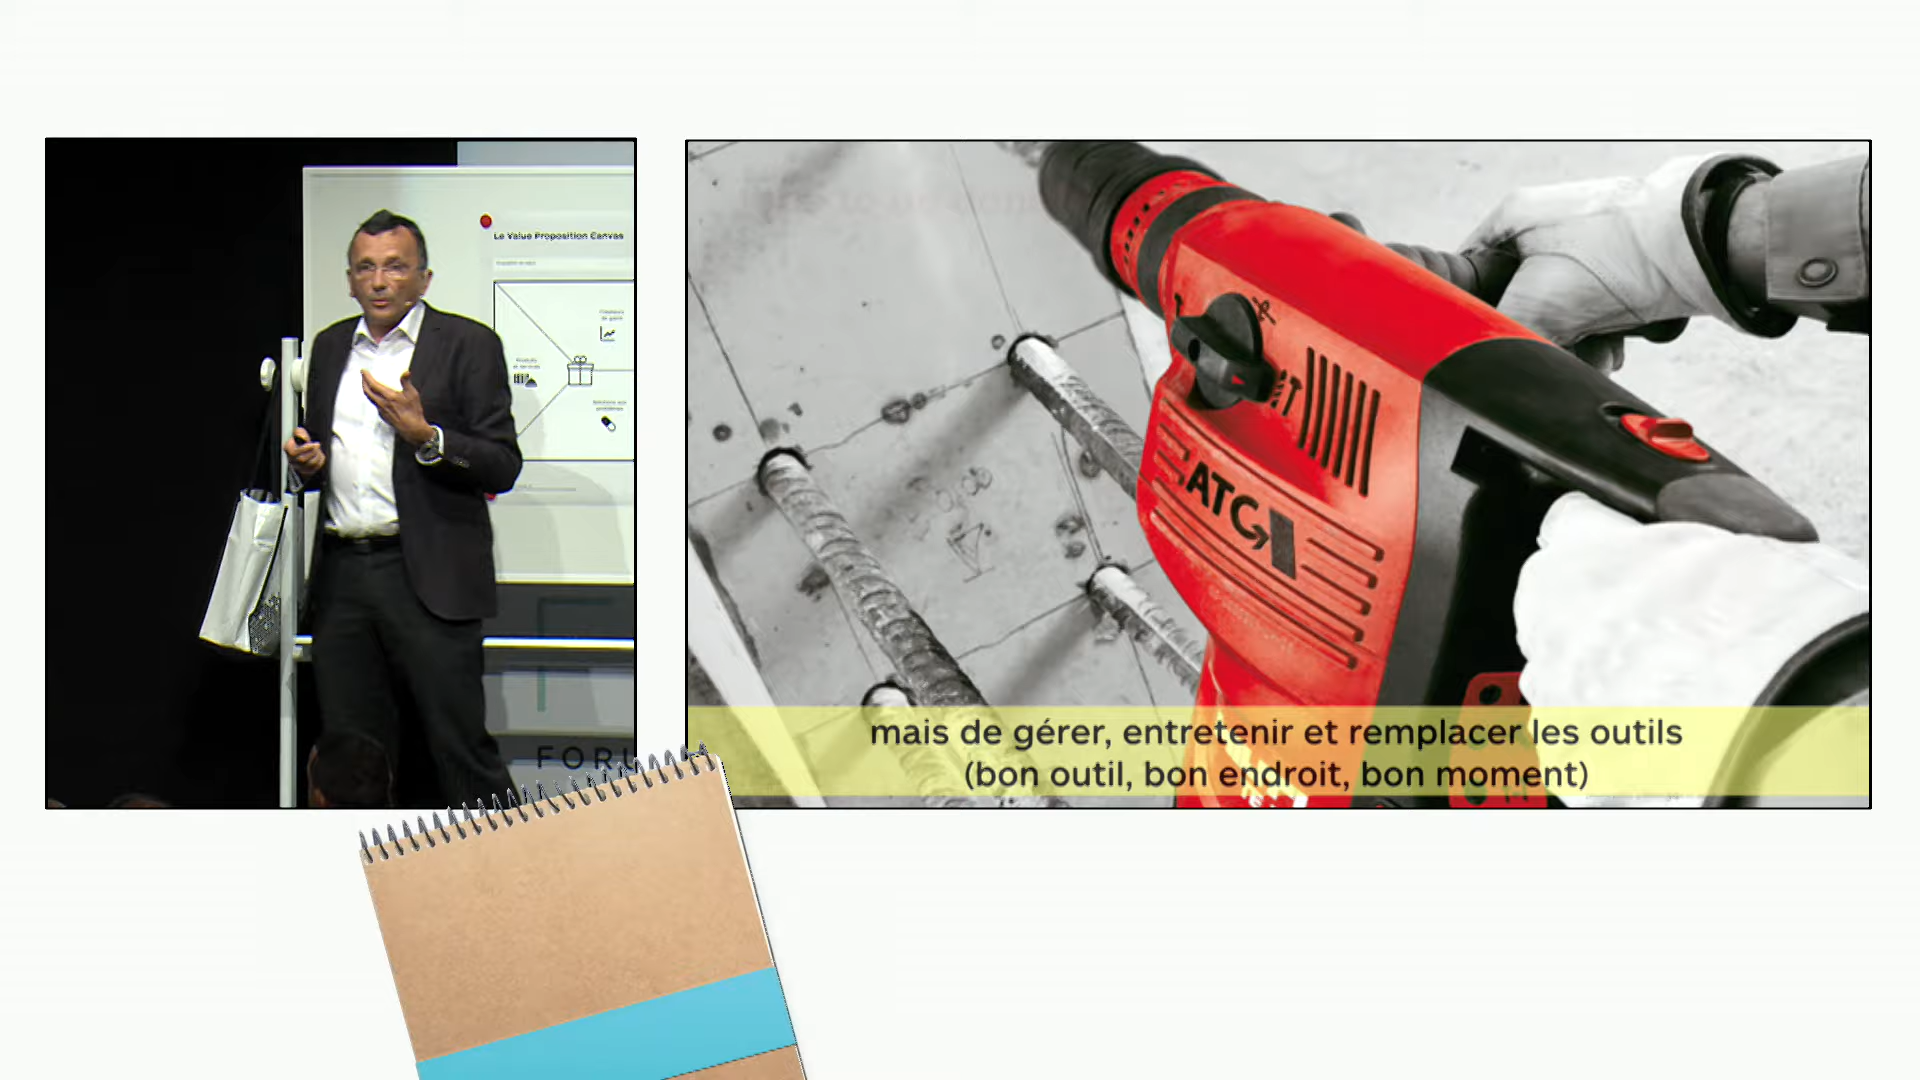 Le Value Proposition Canvas
ATC
mais de gérer, entretenir et remplacer les outils
(bon outil, bon endroit, bon moment)
FORU